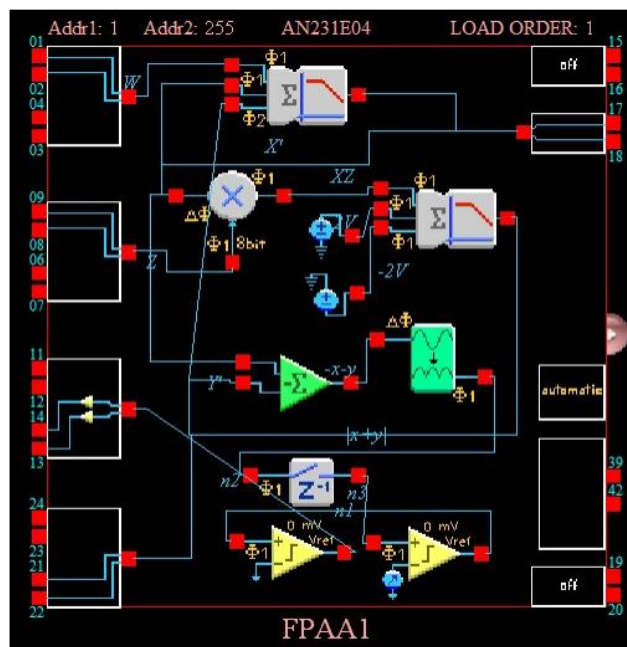 Addr1: 1 Addr2: 255 AN231E04 LOAD ORDER: 1
01 15
off
W Φ1
02 Φ1 16
04 Σ 17
03 Φ2 18
X'
09 Φ1 XZ Φ1
× Φ1
08 ΔΦ Σ
06 Φ1 8bit Φ1
Z
07 -2V
11 ΔΦ
12 -x-y
14 -Σ automatic
Y' Φ1
13 |x+y|
39
24 n2 Φ1 Z⁻¹ n3 42
n1
23 0 mV 0 mV
21 Φ1 Vref Φ1 Vref 19
off
22 20
FPAA1